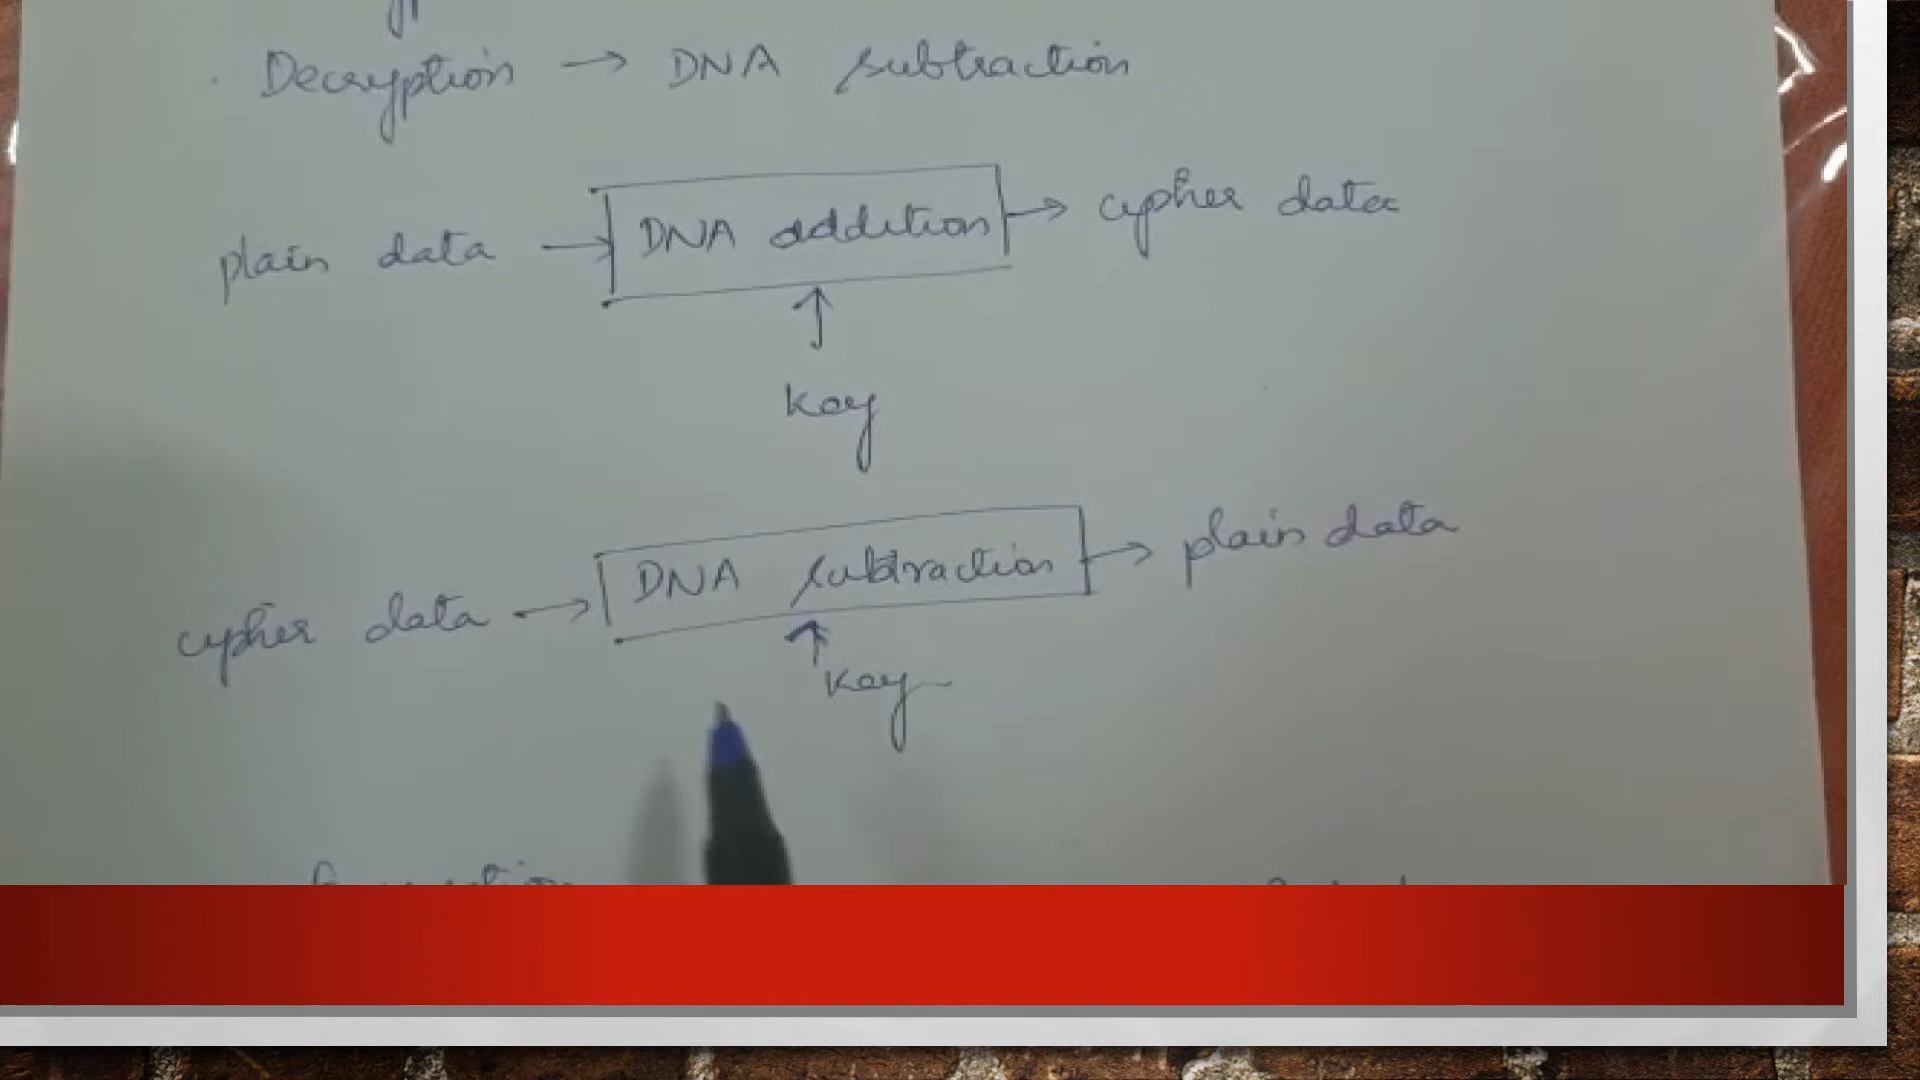 Decryption → DNA subtraction
plain data → DNA addition → cypher data
↑
key
cypher data → DNA subtraction → plain data
↑
key